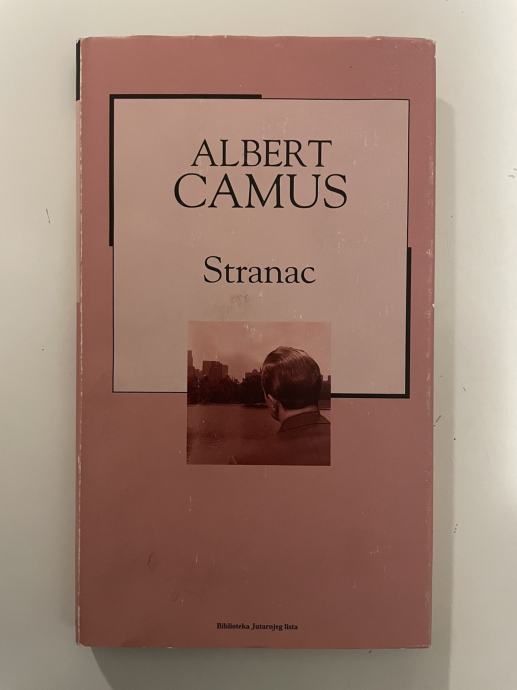 ALBERT
CAMUS
Stranac
Biblioteka Jutarnjeg lista